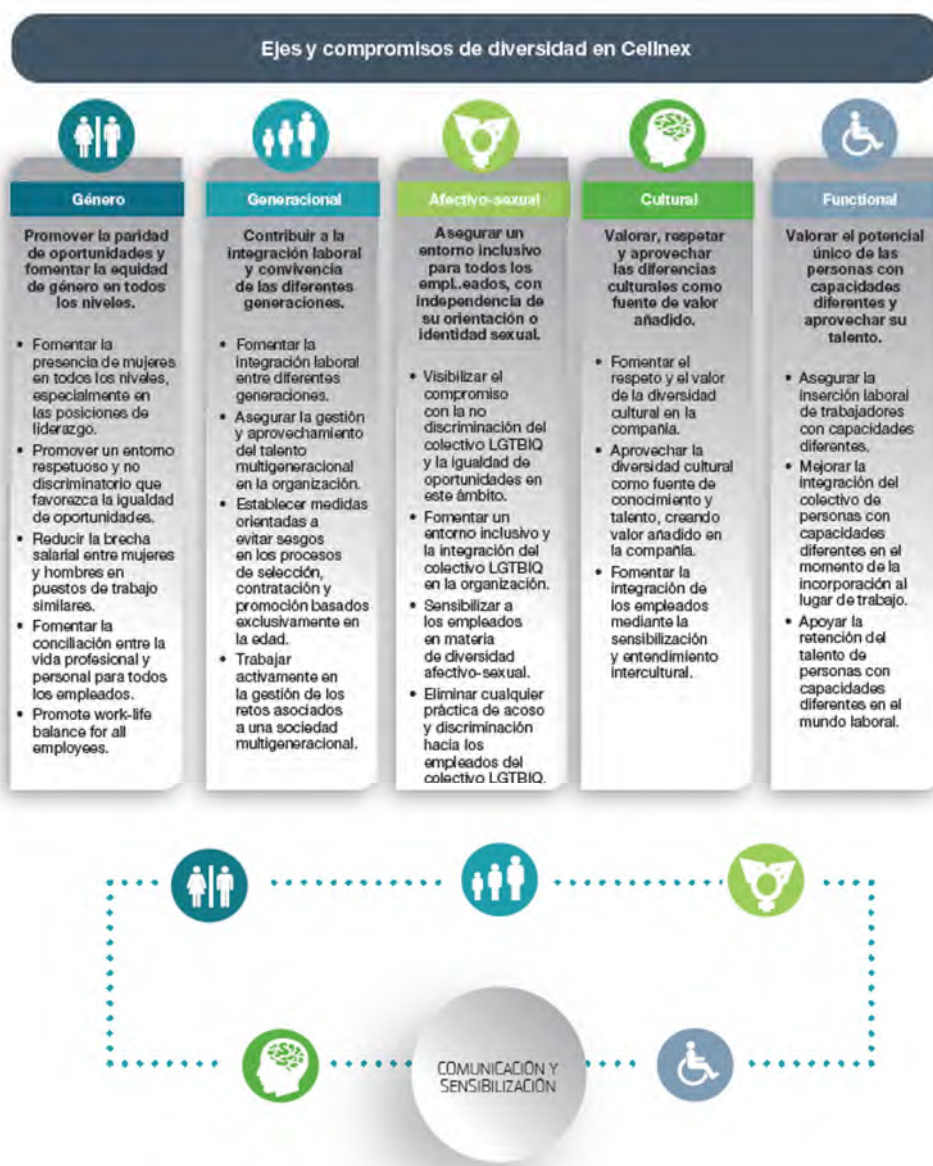 Ejes y compromisos de diversidad en Cellnex
Género
Promover la paridad
de oportunidades y
fomentar la equidad
de género en todos
los niveles.
• Fomentar la
presencia de mujeres
en todos los niveles,
especialmente en
las posiciones de
liderazgo.
• Promover un entorno
respetuoso y no
discriminatorio que
favorezca la igualdad
de oportunidades.
• Reducir la brecha
salarial entre mujeres
y hombres en
puestos de trabajo
similares.
• Fomentar la
conciliación entre la
vida profesional y
personal para todos
los empleados.
• Promote work-life
balance for all
employees.
Generacional
Contribuir a la
integración laboral
y convivencia
de las diferentes
generaciones.
• Fomentar la
integración laboral
entre diferentes
generaciones.
• Asegurar la gestión
y aprovechamiento
del talento
multigeneracional
en la organización.
• Establecer medidas
orientadas a
evitar sesgos
en los procesos
de selección,
contratación y
promoción basados
exclusivamente en
la edad.
• Trabajar
activamente en
la gestión de los
retos asociados
a una sociedad
multigeneracional.
Afectivo-sexual
Asegurar un
entorno inclusivo
para todos los
empl..eados, con
independencia de
su orientación o
identidad sexual.
• Visibilizar el
compromiso
con la no
discriminación del
colectivo LGTBIQ
y la igualdad de
oportunidades en
este ámbito.
• Fomentar un
entorno inclusivo y
la integración del
colectivo LGTBIQ
en la organización.
• Sensibilizar a
los empleados
en materia
de diversidad
afectivo-sexual.
• Eliminar cualquier
práctica de acoso
y discriminación
hacia los
empleados del
colectivo LGTBIQ.
Cultural
Valorar, respetar
y aprovechar
las diferencias
culturales como
fuente de valor
añadido.
• Fomentar el
respeto y el valor
de la diversidad
cultural en la
compañía.
• Aprovechar la
diversidad cultural
como fuente de
conocimiento y
talento, creando
valor añadido en
la compañía.
• Fomentar la
integración de
los empleados
mediante la
sensibilización
y entendimiento
intercultural.
Functional
Valorar el potencial
único de las
personas con
capacidades
diferentes y
aprovechar su
talento.
• Asegurar la
inserción laboral
de trabajadores
con capacidades
diferentes.
• Mejorar la
integración del
colectivo de
personas con
capacidades
diferentes en el
momento de la
incorporación al
lugar de trabajo.
• Apoyar la
retención del
talento de
personas con
capacidades
diferentes en el
mundo laboral.
COMUNICACIÓN Y
SENSIBILIZACIÓN